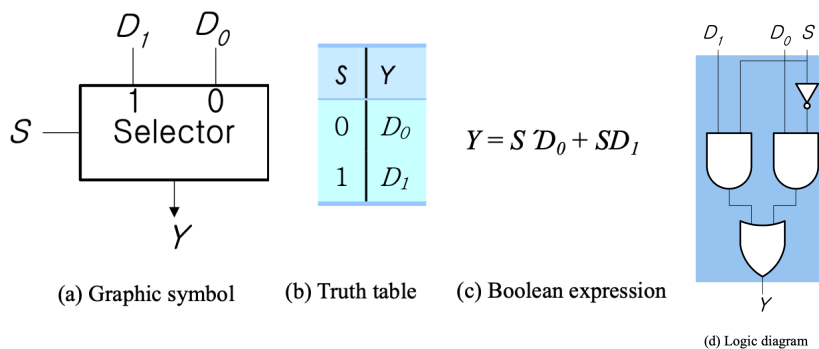 D₁ D₀
1 0
S Selector
Y
(a) Graphic symbol
S Y
0 D₀
1 D₁
(b) Truth table
Y = S ′D₀ + SD₁
(c) Boolean expression
D₁ D₀ S
Y
(d) Logic diagram